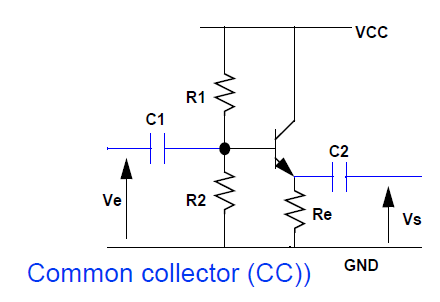 VCC
R1
C1
C2
Ve
R2
Re
Vs
GND
Common collector (CC))